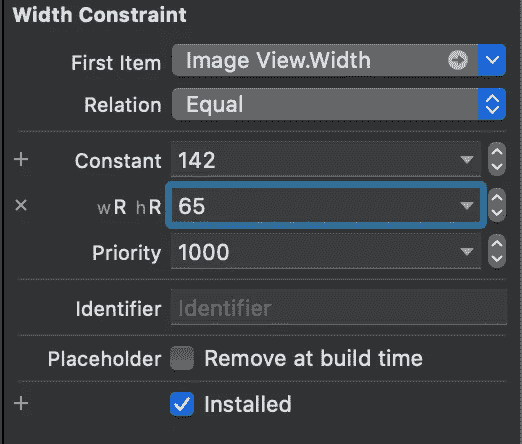 Width Constraint
First Item Image View.Width
Relation Equal
+ Constant 142
× wR hR 65
Priority 1000
Identifier Identifier
Placeholder Remove at build time
+ Installed